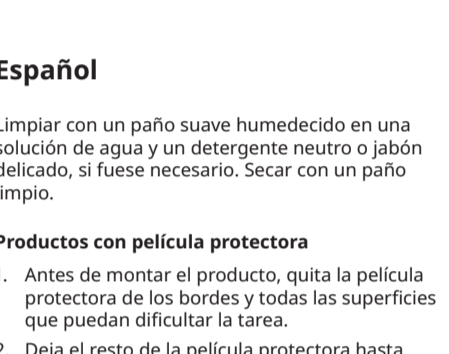 Español
Limpiar con un paño suave humedecido en una
solución de agua y un detergente neutro o jabón
delicado, si fuese necesario. Secar con un paño
limpio.
Productos con película protectora
1. Antes de montar el producto, quita la película
protectora de los bordes y todas las superficies
que puedan dificultar la tarea.
2. Deja el resto de la película protectora hasta